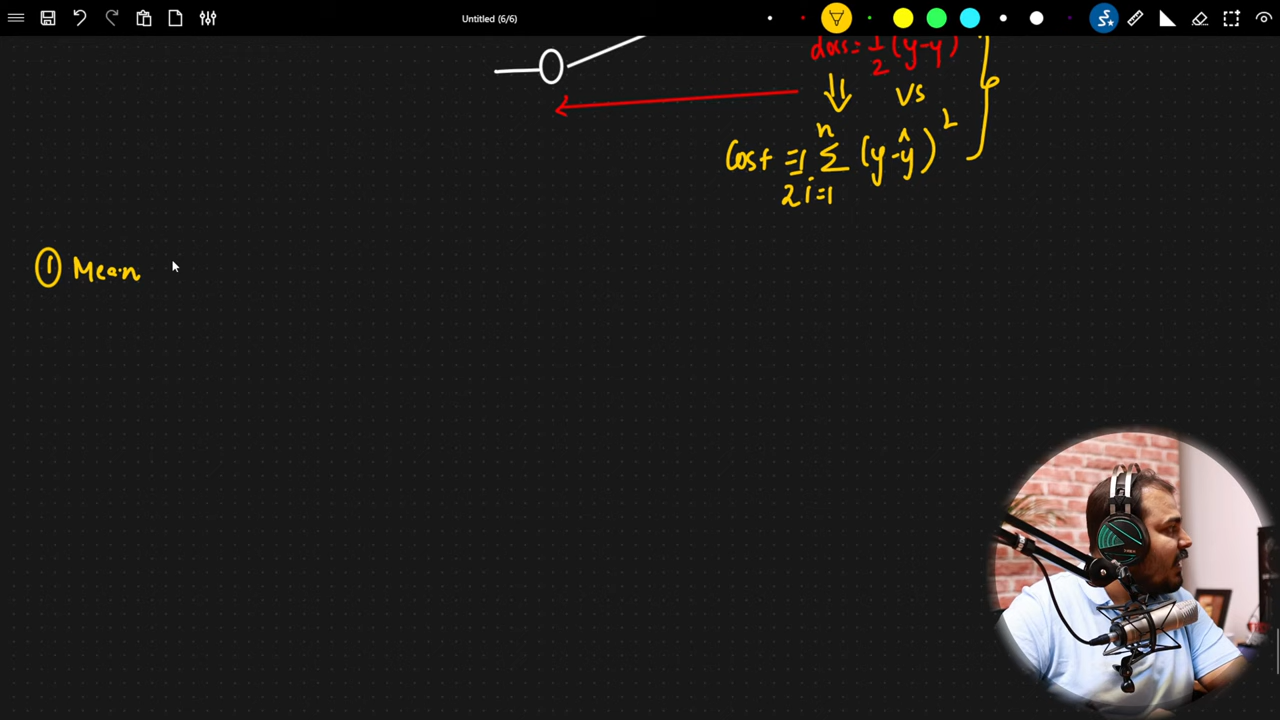 Untitled (6/6)
loss = 1/2 (y-y)
vs
Cost = 1/2 n Σ i=1 (y-ŷ)²
① Mean